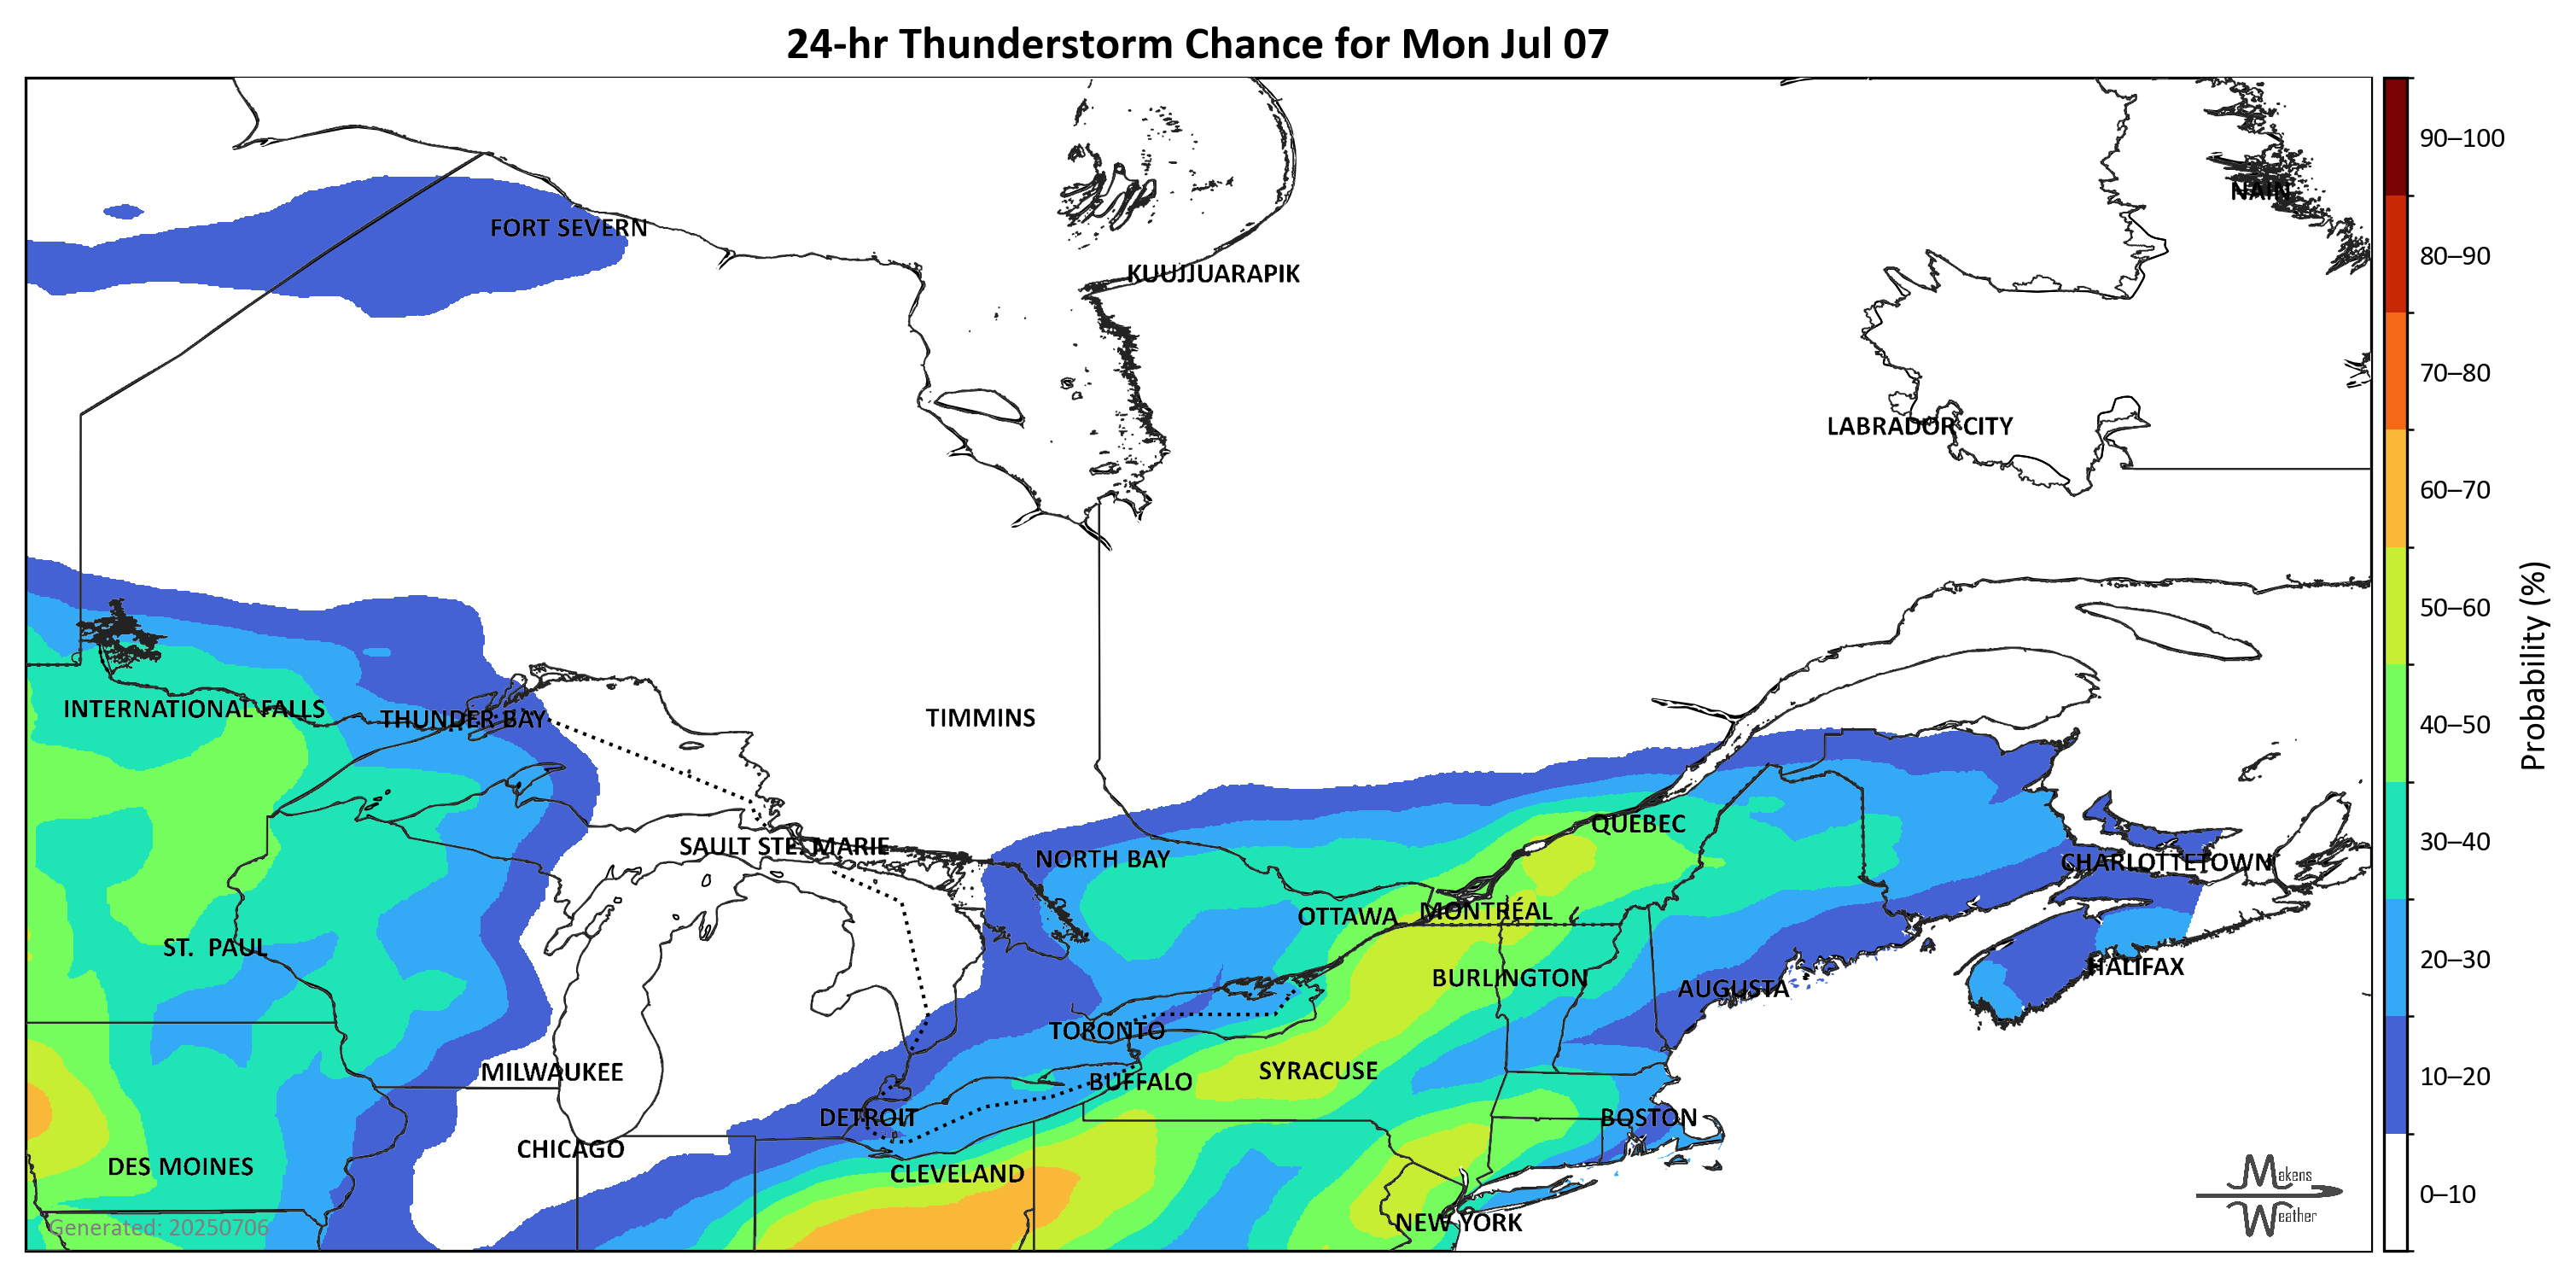 24-hr Thunderstorm Chance for Mon Jul 07
90–100
NAIN
FORT SEVERN
80–90
KUUJJUARAPIK
70–80
LABRADOR CITY
60–70
50–60
Probability (%)
INTERNATIONAL FALLS
THUNDER BAY
TIMMINS
40–50
QUEBEC
SAULT STE. MARIE
30–40
NORTH BAY
CHARLOTTETOWN
OTTAWA
MONTRÉAL
ST. PAUL
20–30
HALIFAX
BURLINGTON
AUGUSTA
TORONTO
MILWAUKEE
SYRACUSE
10–20
BUFFALO
DETROIT
BOSTON
CHICAGO
DES MOINES
CLEVELAND
Makens
Weather
0–10
NEW YORK
Generated: 20250706